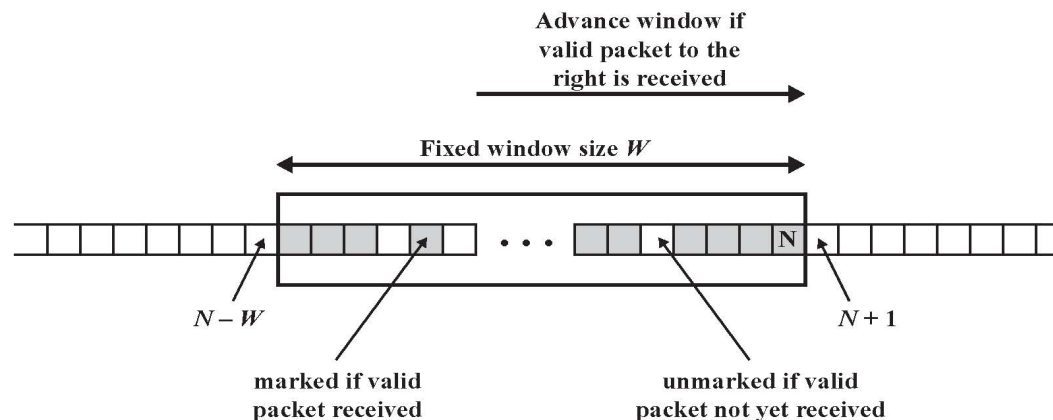 Advance window if
valid packet to the
right is received
Fixed window size W
• • •
N
N – W
N + 1
marked if valid
packet received
unmarked if valid
packet not yet received